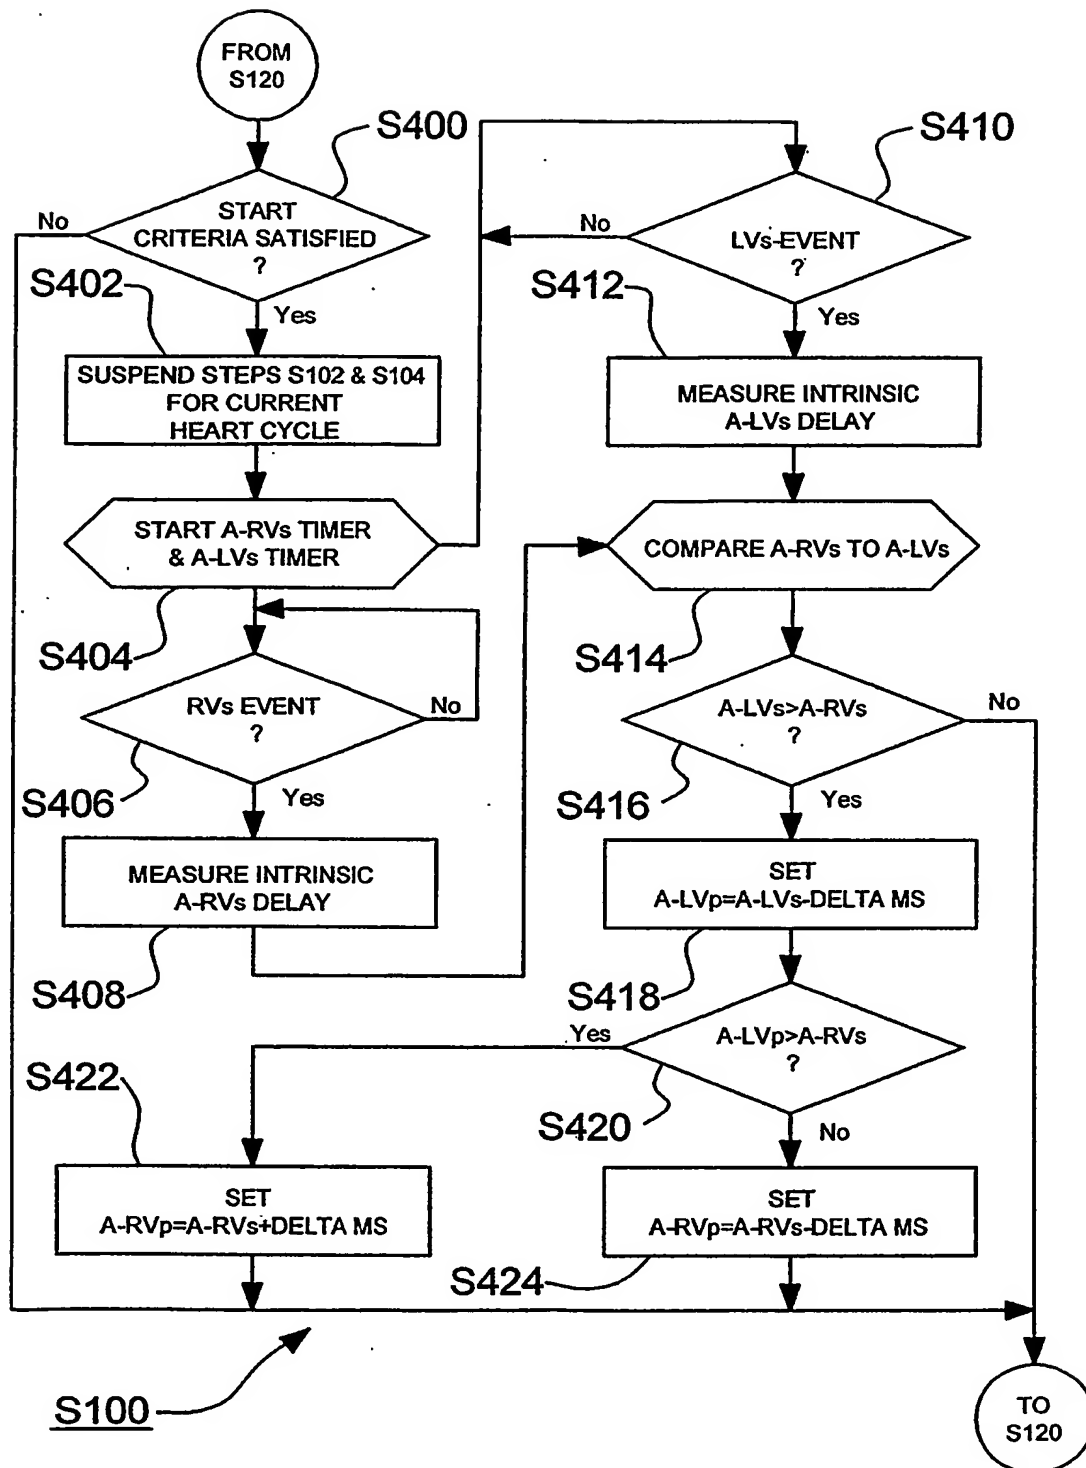 FROM
S120
S400
START
CRITERIA SATISFIED
?
No
Yes
S402
SUSPEND STEPS S102 & S104
FOR CURRENT
HEART CYCLE
START A-RVs TIMER
& A-LVs TIMER
S404
RVs EVENT
?
No
S406
Yes
MEASURE INTRINSIC
A-RVs DELAY
S408
S410
LVs-EVENT
?
No
S412
Yes
MEASURE INTRINSIC
A-LVs DELAY
COMPARE A-RVs TO A-LVs
S414
A-LVs>A-RVs
?
No
S416
Yes
SET
A-LVp=A-LVs-DELTA MS
S418
A-LVp>A-RVs
?
Yes
S420
No
S422
SET
A-RVp=A-RVs+DELTA MS
SET
A-RVp=A-RVs-DELTA MS
S424
S100
TO
S120